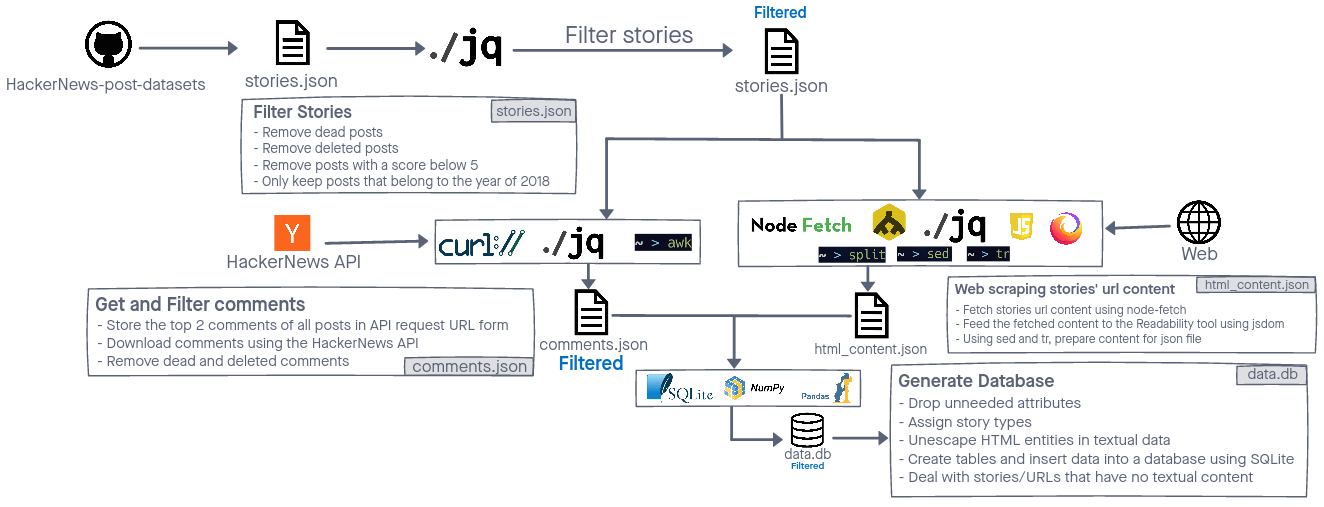 Filtered
HackerNews-post-datasets
stories.json
./jq
Filter stories
stories.json
Filter Stories
stories.json
- Remove dead posts
- Remove deleted posts
- Remove posts with a score below 5
- Only keep posts that belong to the year of 2018
Y
HackerNews API
curl://
./jq
~ > awk
Node Fetch
./jq
JS
~ > split
~ > sed
~ > tr
Web
Get and Filter comments
- Store the top 2 comments of all posts in API request URL form
- Download comments using the HackerNews API
- Remove dead and deleted comments
comments.json
comments.json
Filtered
html_content.json
Web scraping stories' url content
html_content.json
- Fetch stories url content using node-fetch
- Feed the fetched content to the Readability tool using jsdom
- Using sed and tr, prepare content for json file
SQLite
NumPy
Pandas
data.db
Filtered
Generate Database
data.db
- Drop unneeded attributes
- Assign story types
- Unescape HTML entities in textual data
- Create tables and insert data into a database using SQLite
- Deal with stories/URLs that have no textual content